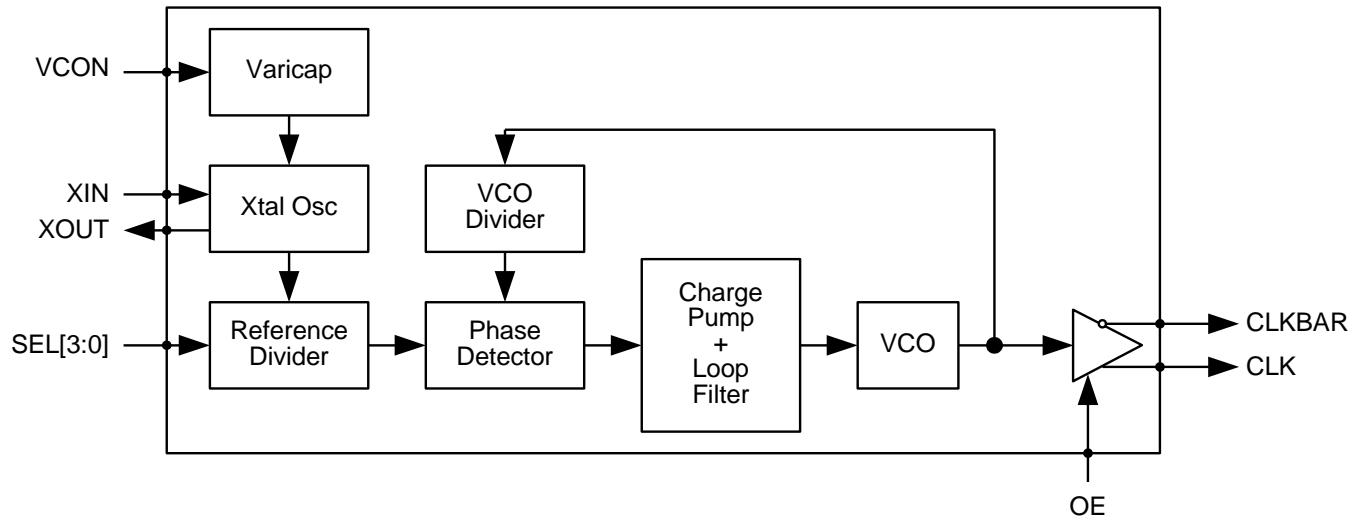 VCON
Varicap
XIN
XOUT
Xtal Osc
VCO
Divider
SEL[3:0]
Reference
Divider
Phase
Detector
Charge
Pump
+
Loop
Filter
VCO
CLKBAR
CLK
OE